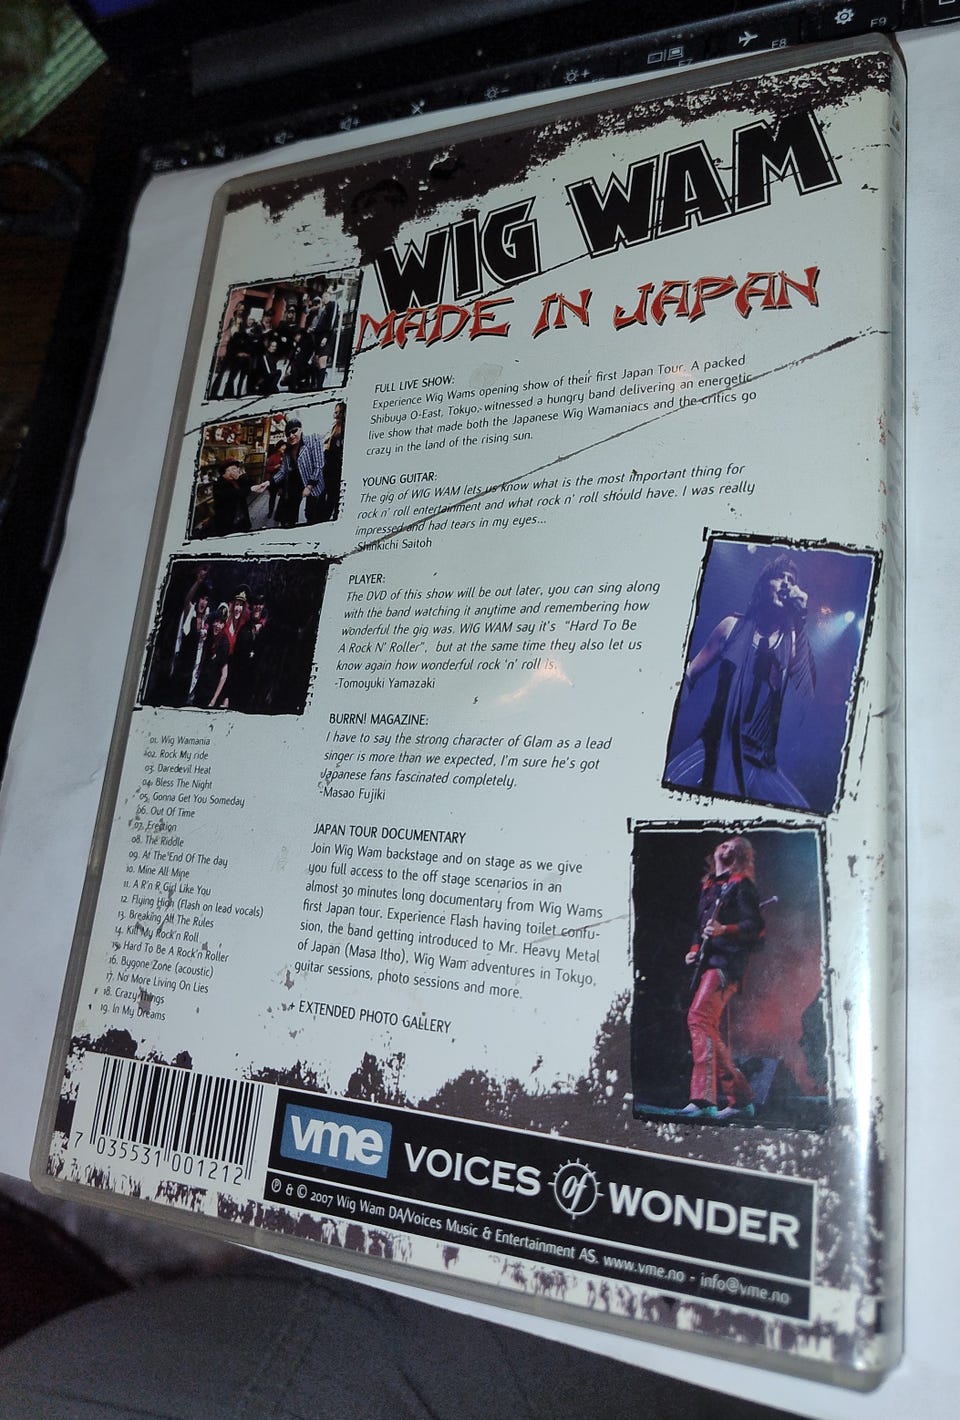 F9
F8
F7
WIG WAM
MADE IN JAPAN
FULL LIVE SHOW:
Experience Wig Wams opening show of their first Japan Tour. A packed
Shibuya O-East, Tokyo, witnessed a hungry band delivering an energetic
live show that made both the Japanese Wig Wamaniacs and the critics go
crazy in the land of the rising sun.
YOUNG GUITAR:
The gig of WIG WAM lets us know what is the most important thing for
rock n' roll entertainment and what rock n' roll should have. I was really
impressed and had tears in my eyes...
-Shinkichi Saitoh
PLAYER:
The DVD of this show will be out later, you can sing along
with the band watching it anytime and remembering how
wonderful the gig was. WIG WAM say it's "Hard To Be
A Rock N' Roller", but at the same time they also let us
know again how wonderful rock 'n' roll is.
-Tomoyuki Yamazaki
BURRN! MAGAZINE:
I have to say the strong character of Glam as a lead
singer is more than we expected, I'm sure he's got
Japanese fans fascinated completely.
-Masao Fujiki
JAPAN TOUR DOCUMENTARY
Join Wig Wam backstage and on stage as we give
you full access to the off stage scenarios in an
almost 30 minutes long documentary from Wig Wams
first Japan tour. Experience Flash having toilet confu-
sion, the band getting introduced to Mr. Heavy Metal
of Japan (Masa Itho), Wig Wam adventures in Tokyo,
guitar sessions, photo sessions and more.
+ EXTENDED PHOTO GALLERY
01. Wig Wamania
02. Rock My ride
03. Daredevil Heat
04. Bless The Night
05. Gonna Get You Someday
06. Out Of Time
07. Erection
08. The Riddle
09. At The End Of The day
10. Mine All Mine
11. A R'n R Girl Like You
12. Flying High (Flash on lead vocals)
13. Breaking All The Rules
14. Kill My Rock'n Roll
15. Hard To Be A Rock'n Roller
16. Bygone Zone (acoustic)
17. No More Living On Lies
18. Crazy Things
19. In My Dreams
7 035531 001212
vme VOICES of WONDER
℗ & © 2007 Wig Wam DA/Voices Music & Entertainment AS. www.vme.no - info@vme.no